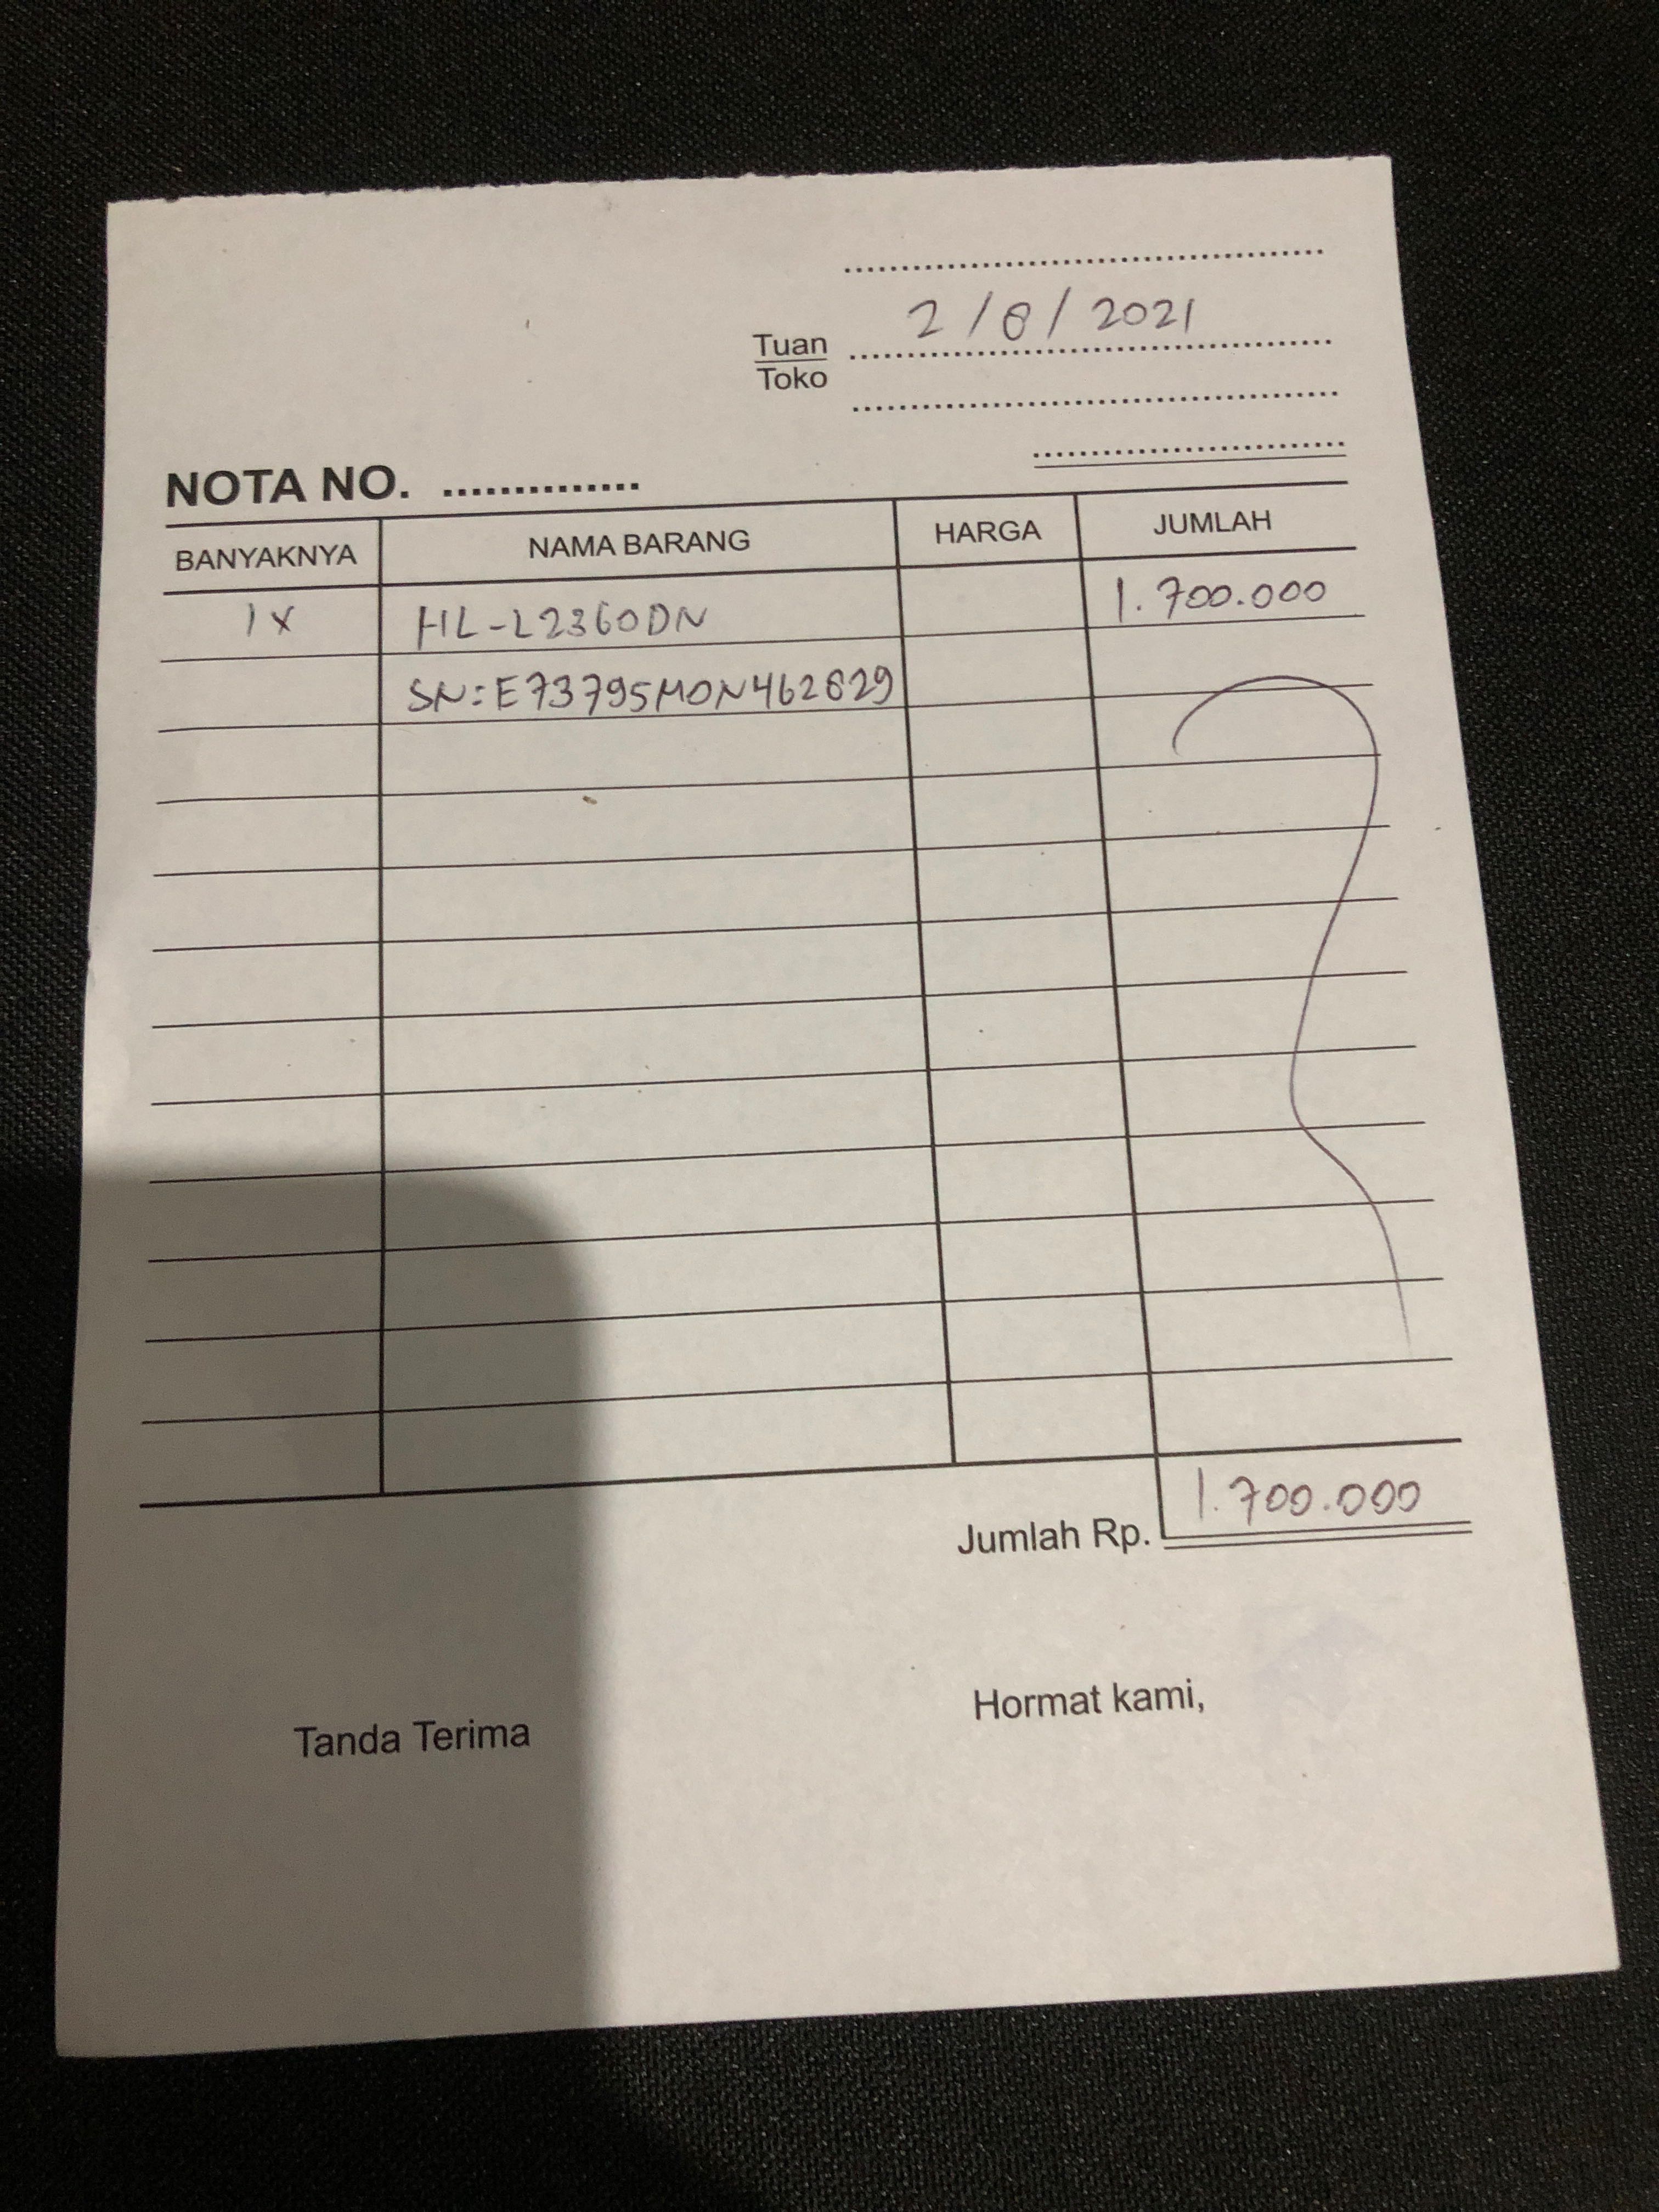 2/8/2021
Tuan
Toko
NOTA NO. ..............
BANYAKNYA NAMA BARANG HARGA JUMLAH
1x HL-L2360DN 1.700.000
SN:E73795M0N462829
Jumlah Rp. 1.700.000
Tanda Terima Hormat kami,